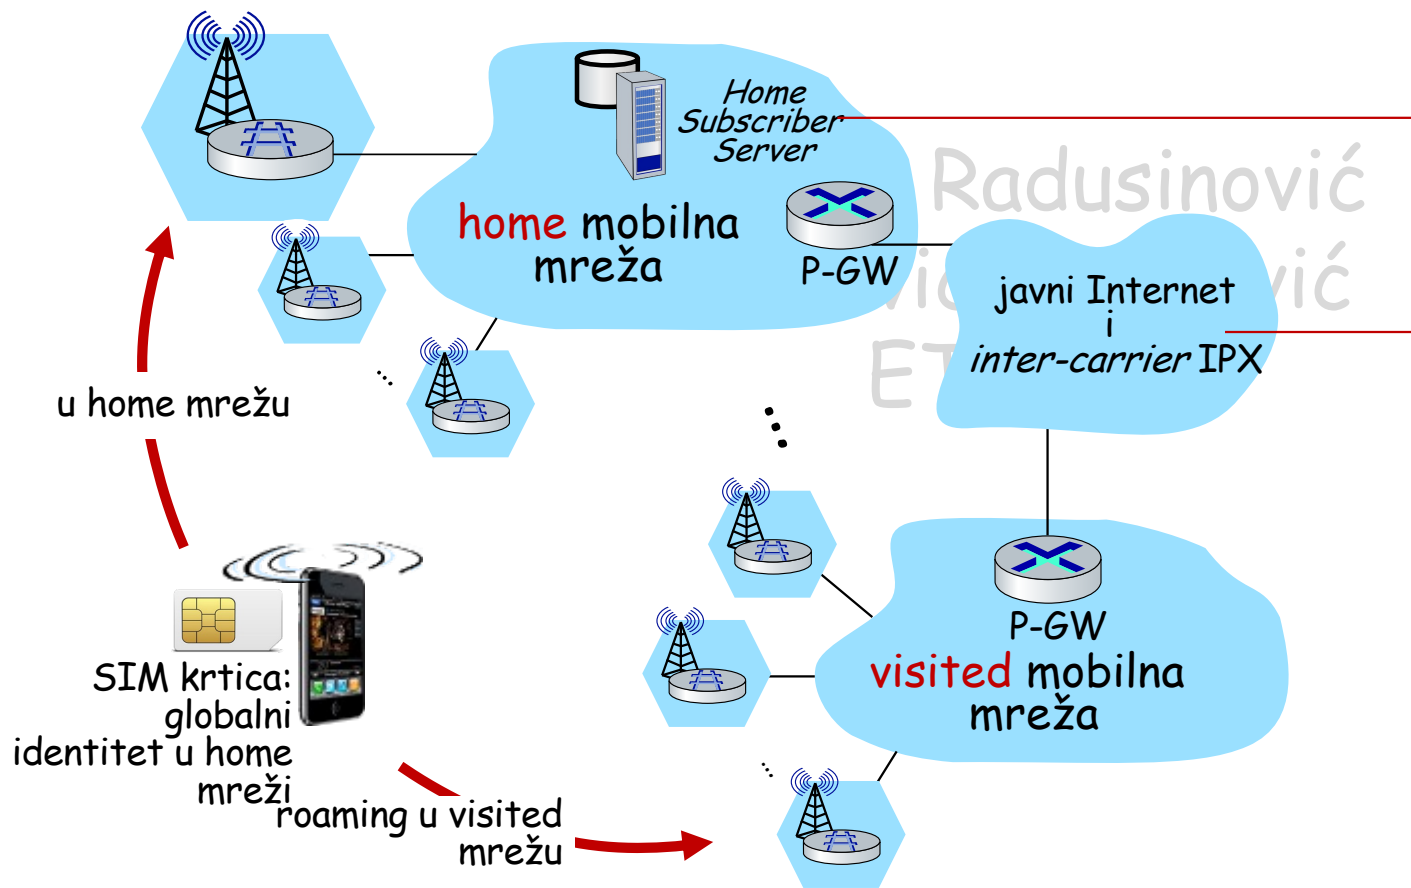 Home
Subscriber
Server
Radusinović
home mobilna
mreža
P-GW
javni Internet
i
inter-carrier IPX
u home mrežu
P-GW
visited mobilna
mreža
SIM krtica:
globalni
identitet u home
mreži
roaming u visited
mrežu